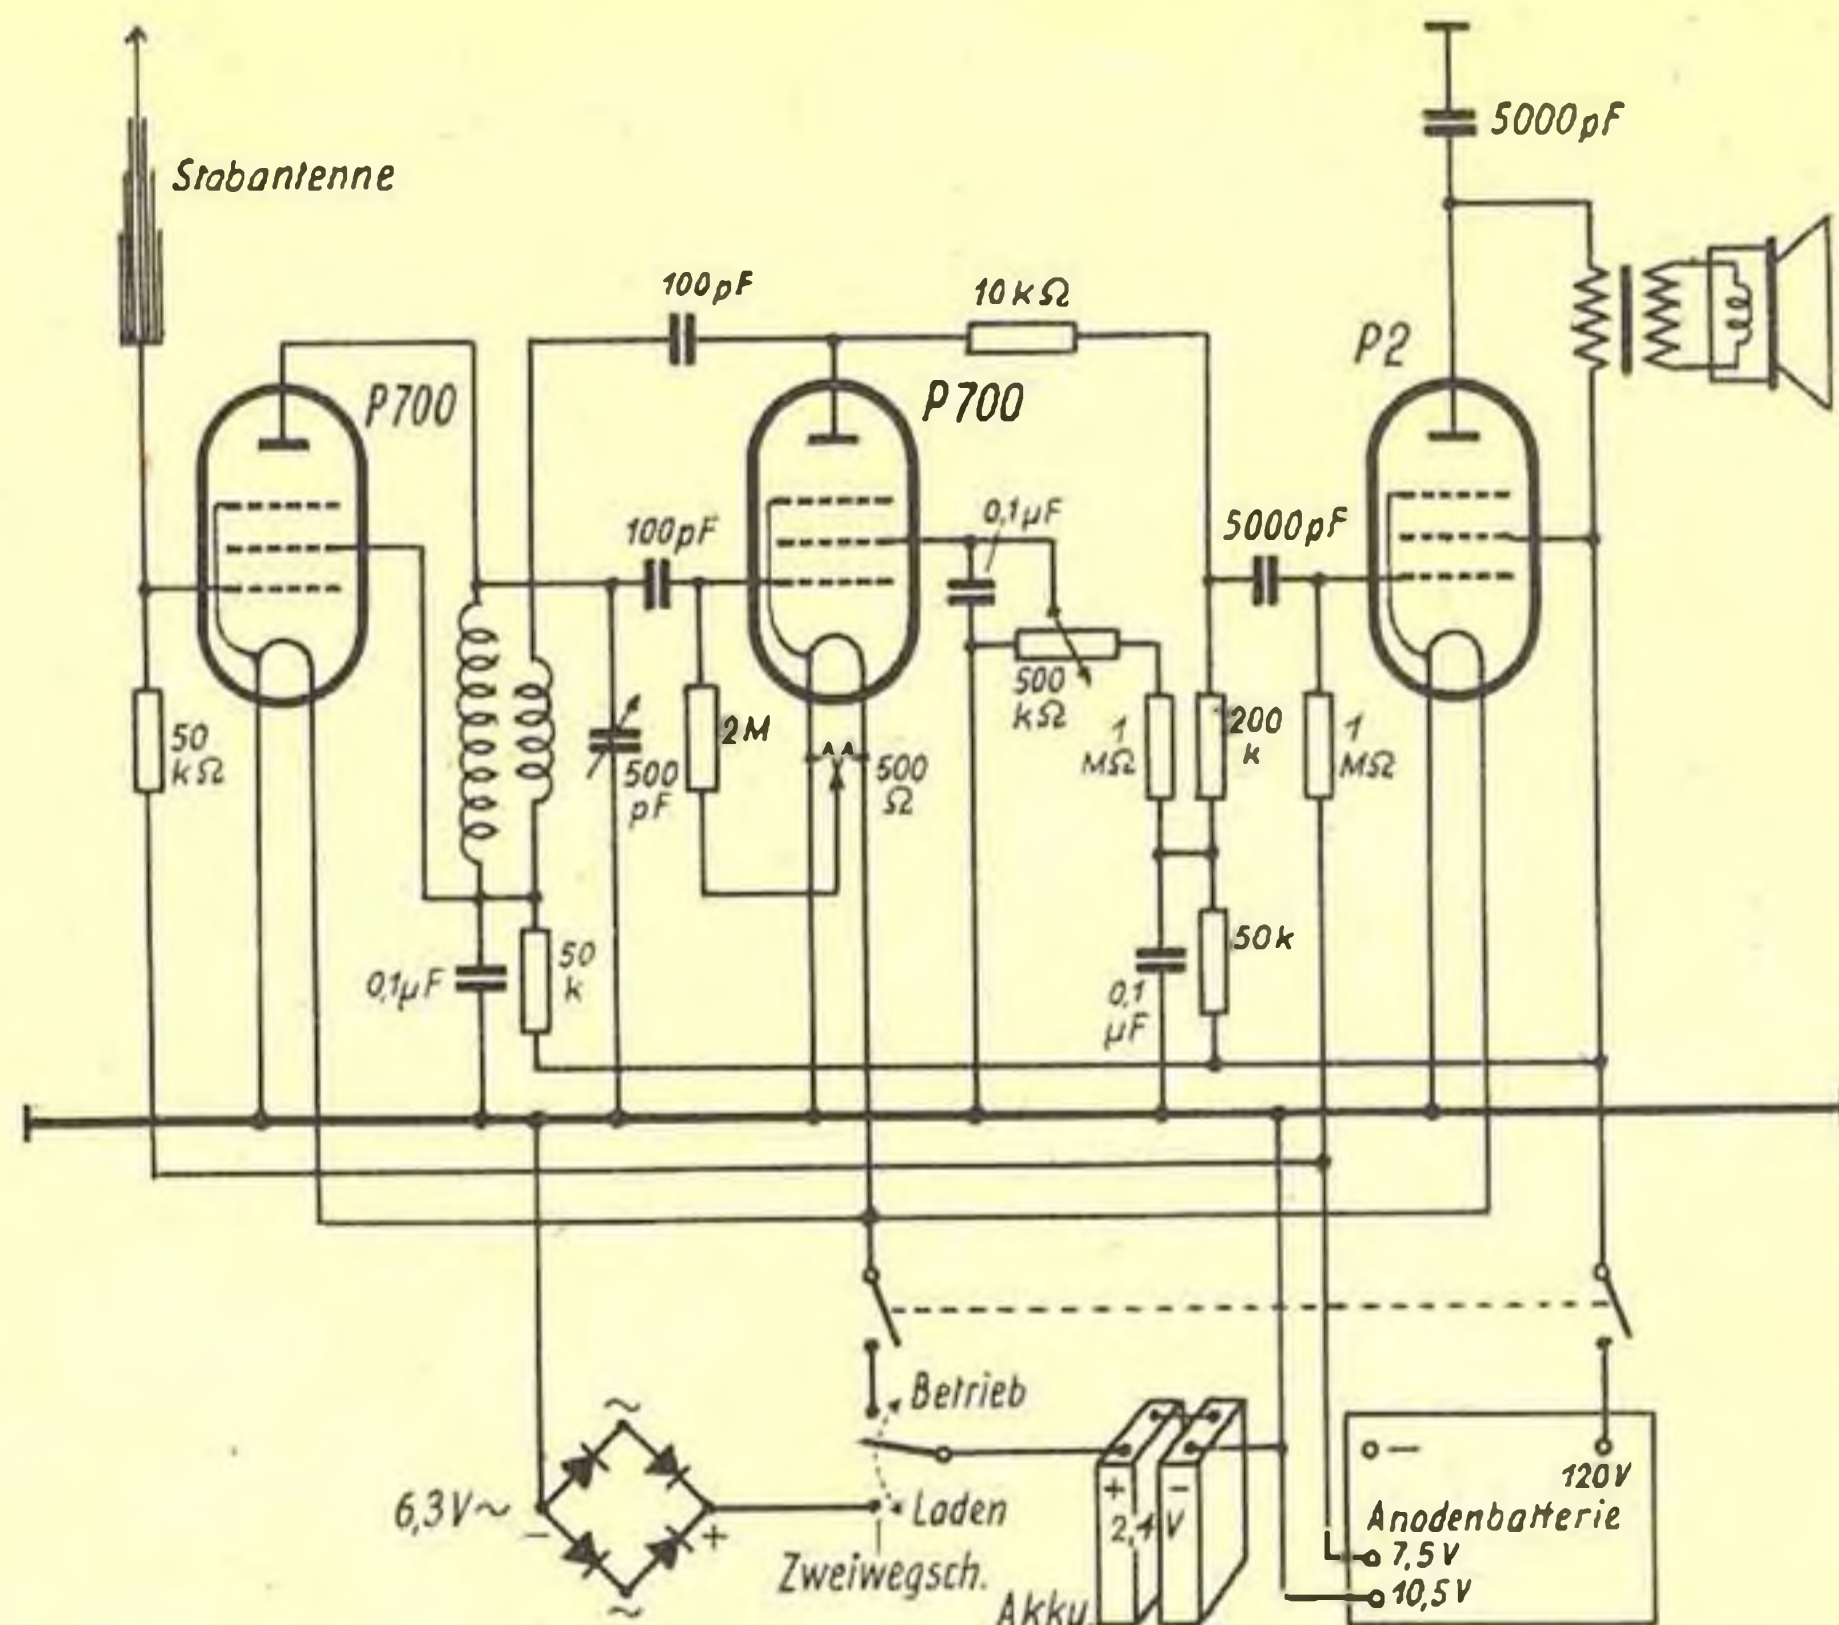 5000pF
Stabantenne
100pF
10kΩ
P2
P700
P700
0,1µF
100pF
5000pF
50
kΩ
500
pF
2M
500
Ω
500
kΩ
1
MΩ
200
k
1
MΩ
0,1µF
50
k
50k
0,1
µF
Betrieb
6,3V~
~
~
−
+
Laden
Zweiwegsch.
+ −
2,4 V
Akku.
−
120V
Anodenbatterie
7,5V
10,5V